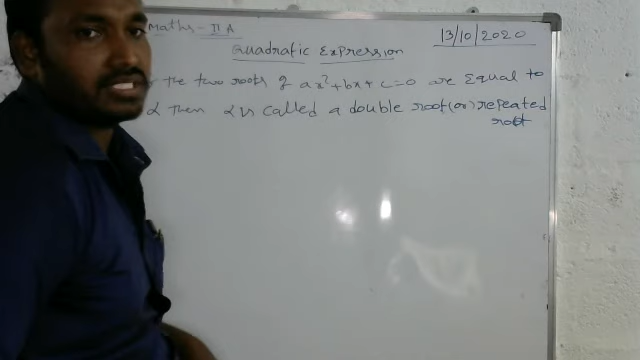 Maths - II A
13/10/2020
Quadratic Expression
the two roots of ax²+bx+c=0 are Equal to
α then α is called a double root (or) repeated
root